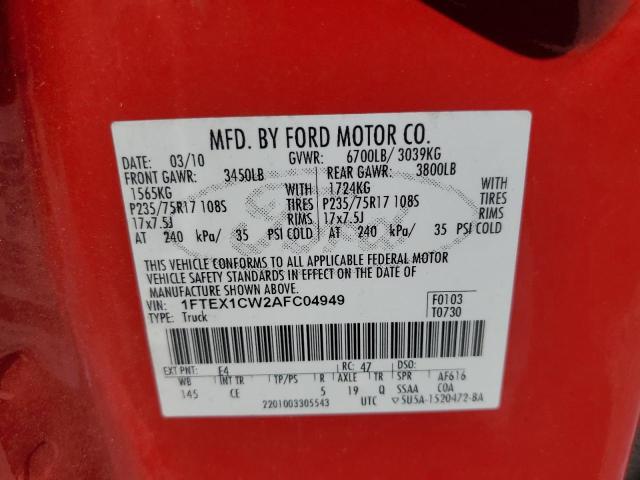 MFD. BY FORD MOTOR CO.
DATE: 03/10 GVWR: 6700LB/ 3039KG
FRONT GAWR: 3450LB REAR GAWR: 3800LB
1565KG WITH 1724KG WITH
P235/75R17 108S TIRES P235/75R17 108S TIRES
17x7.5J RIMS 17x7.5J RIMS
AT 240 kPa/ 35 PSI COLD AT 240 kPa/ 35 PSI COLD
Ford
THIS VEHICLE CONFORMS TO ALL APPLICABLE FEDERAL MOTOR
VEHICLE SAFETY STANDARDS IN EFFECT ON THE DATE OF
MANUFACTURE SHOWN ABOVE.
VIN: 1FTEX1CW2AFC04949 F0103
TYPE: Truck T0730
EXT PNT: F4 RC: 47 DSO:
WB INT TR TP/PS R AXLE TR SPR AF616
145 CE 5 19 Q SSAA COA
2201003305543 UTC ▽5U5A-1520472-BA